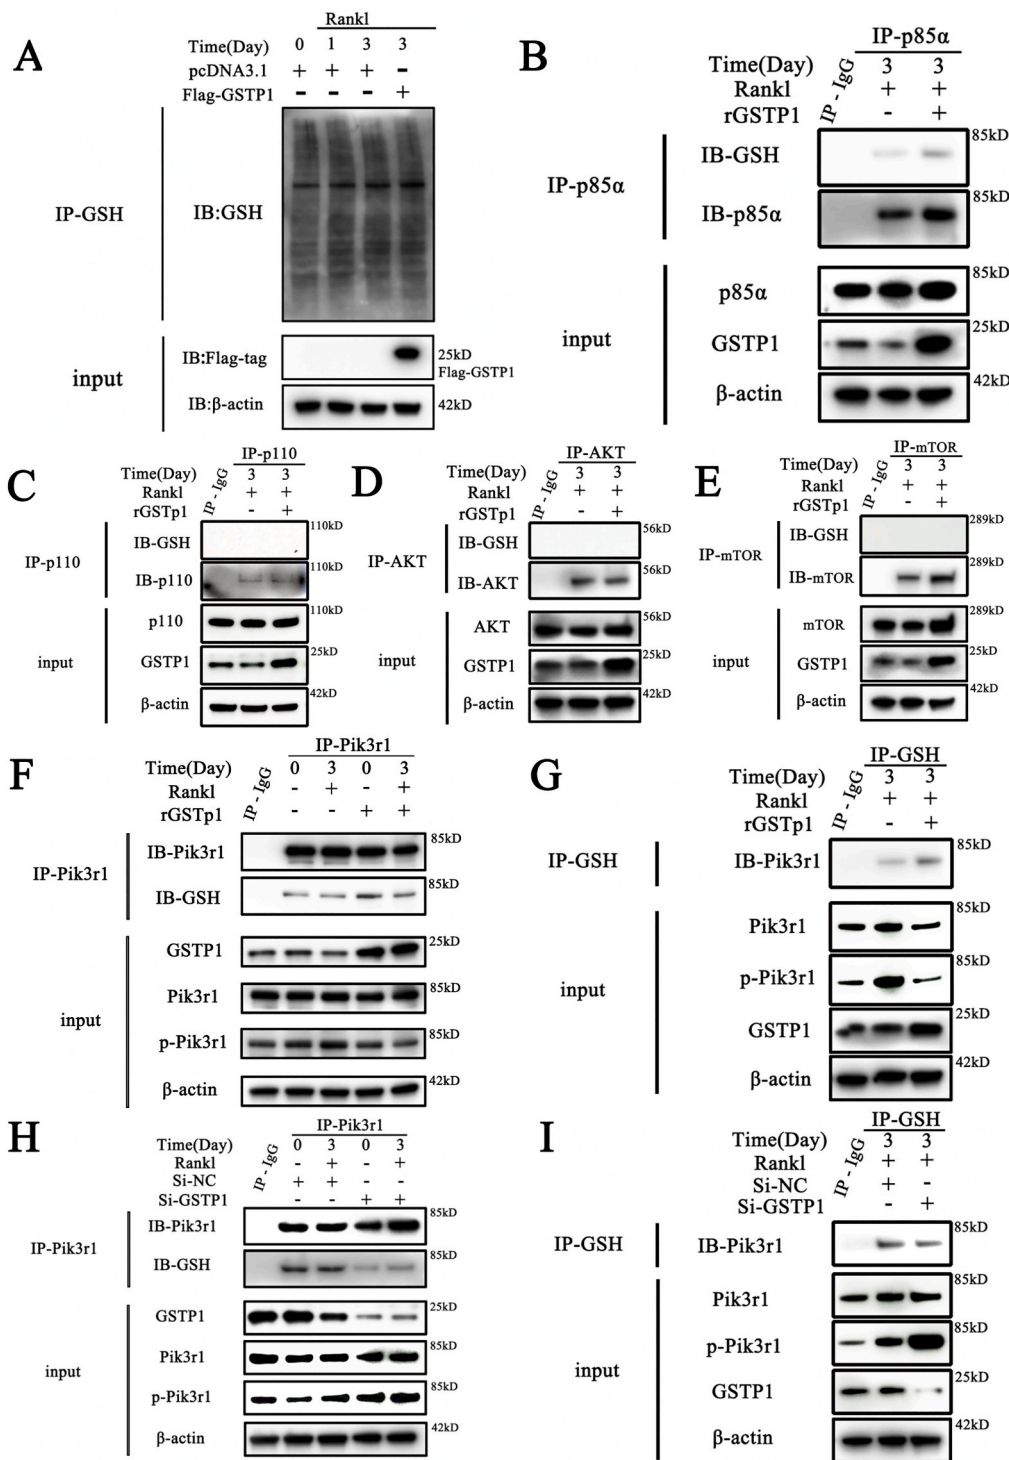 A
Rankl
Time(Day) 0 1 3 3
pcDNA3.1 + + + -
Flag-GSTP1 - - - +
IP-GSH IB:GSH
input
IB:Flag-tag 25kD
Flag-GSTP1
IB:β-actin 42kD
B
IP-p85α
Time(Day) IP - IgG 3 3
Rankl + +
rGSTP1 - +
IP-p85α
IB-GSH 85kD
IB-p85α 85kD
input
p85α 85kD
GSTP1 25kD
β-actin 42kD
C
IP-p110
Time(Day) IP - IgG 3 3
Rankl + +
rGSTp1 - +
IP-p110
IB-GSH 110kD
IB-p110 110kD
input
p110 110kD
GSTP1 25kD
β-actin 42kD
D
IP-AKT
Time(Day) IP - IgG 3 3
Rankl + +
rGSTp1 - +
IP-AKT
IB-GSH 56kD
IB-AKT 56kD
input
AKT 56kD
GSTP1 25kD
β-actin 42kD
E
IP-mTOR
Time(Day) IP - IgG 3 3
Rankl + +
rGSTp1 - +
IP-mTOR
IB-GSH 289kD
IB-mTOR 289kD
input
mTOR 289kD
GSTP1 25kD
β-actin 42kD
F
IP-Pik3r1
Time(Day) IP - IgG 0 3 0 3
Rankl - + - +
rGSTp1 - - + +
IP-Pik3r1
IB-Pik3r1 85kD
IB-GSH 85kD
input
GSTP1 25kD
Pik3r1 85kD
p-Pik3r1 85kD
β-actin 42kD
G
IP-GSH
Time(Day) IP - IgG 3 3
Rankl + +
rGSTp1 - +
IP-GSH
IB-Pik3r1 85kD
input
Pik3r1 85kD
p-Pik3r1 85kD
GSTP1 25kD
β-actin 42kD
H
IP-Pik3r1
Time(Day) IP - IgG 0 3 0 3
Rankl - + - +
Si-NC + + - -
Si-GSTP1 - - + +
IP-Pik3r1
IB-Pik3r1 85kD
IB-GSH 85kD
input
GSTP1 25kD
Pik3r1 85kD
p-Pik3r1 85kD
β-actin 42kD
I
IP-GSH
Time(Day) IP - IgG 3 3
Rankl + +
Si-NC + -
Si-GSTP1 - +
IP-GSH
IB-Pik3r1 85kD
input
Pik3r1 85kD
p-Pik3r1 85kD
GSTP1 25kD
β-actin 42kD